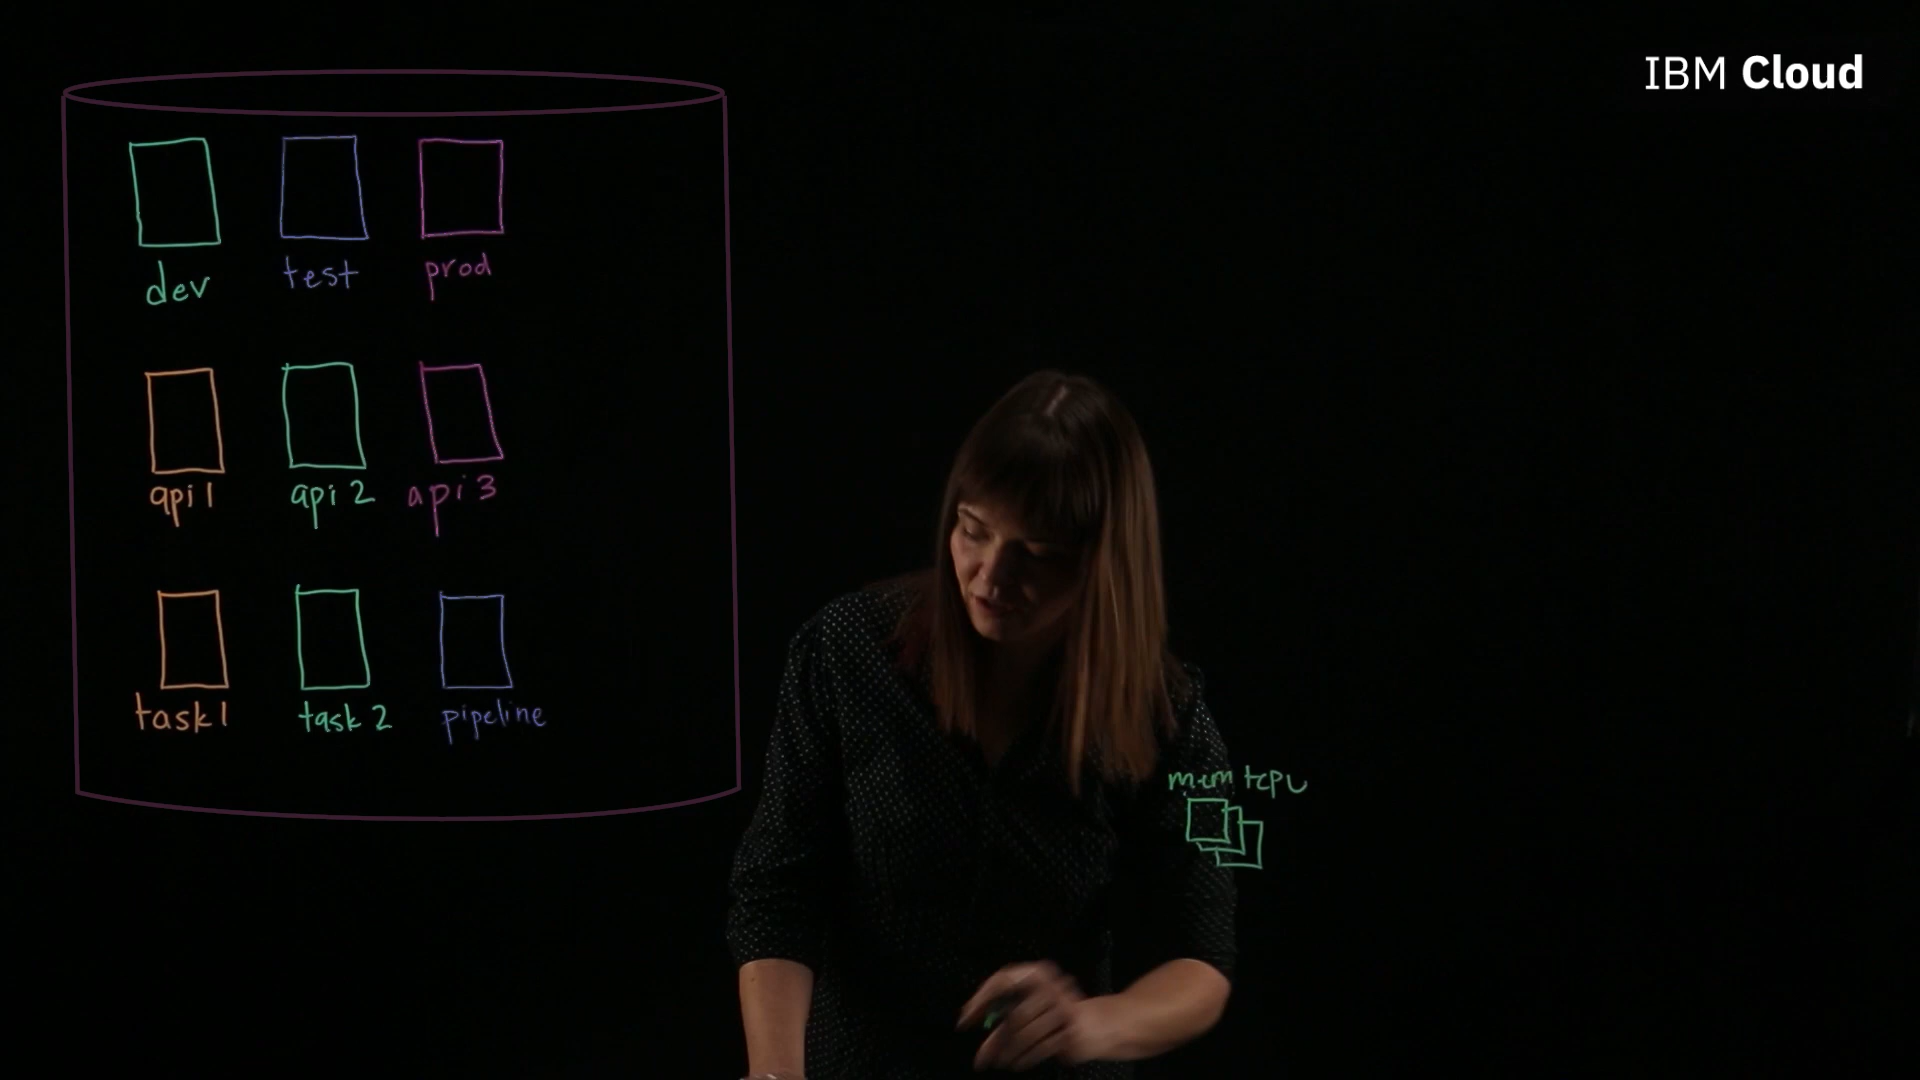 IBM Cloud
dev test prod
api 1 api 2 api 3
task 1 task 2 pipeline
mem + cpu